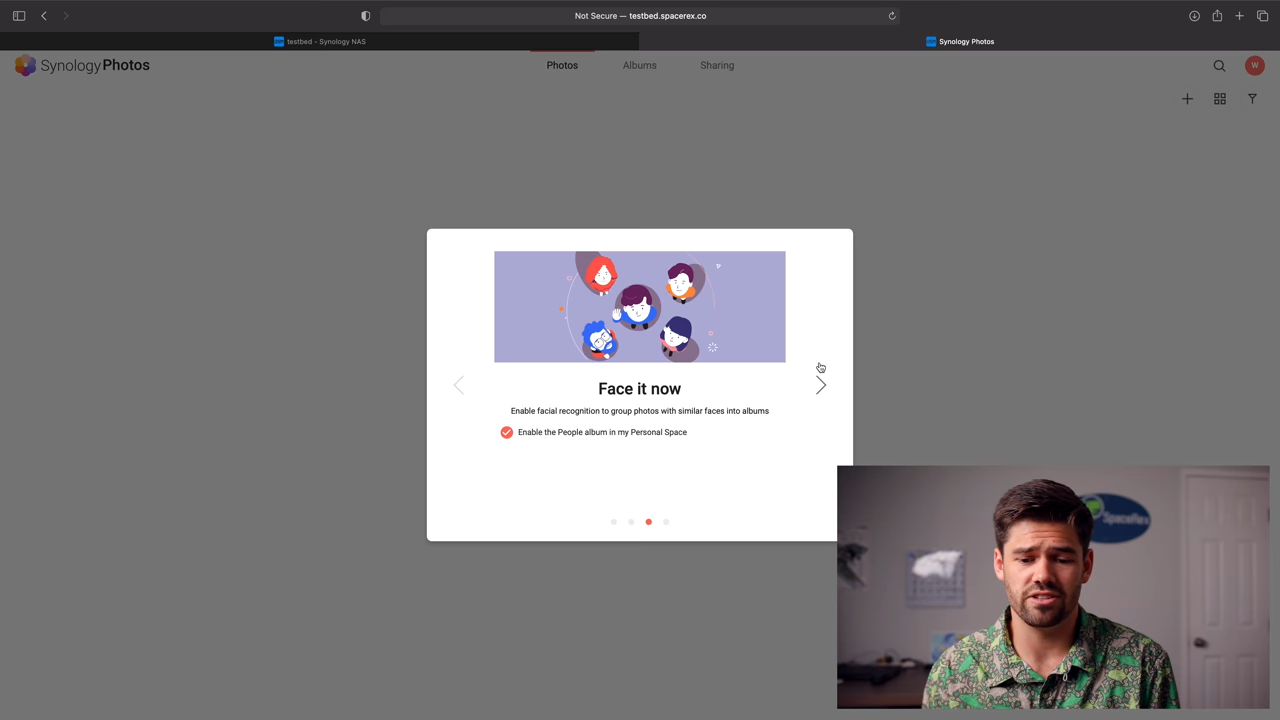 Not Secure — testbed.spacerex.co
testbed - Synology NAS
Synology Photos
SynologyPhotos
Photos
Albums
Sharing
W
Face it now
Enable facial recognition to group photos with similar faces into albums
Enable the People album in my Personal Space
SpaceRex